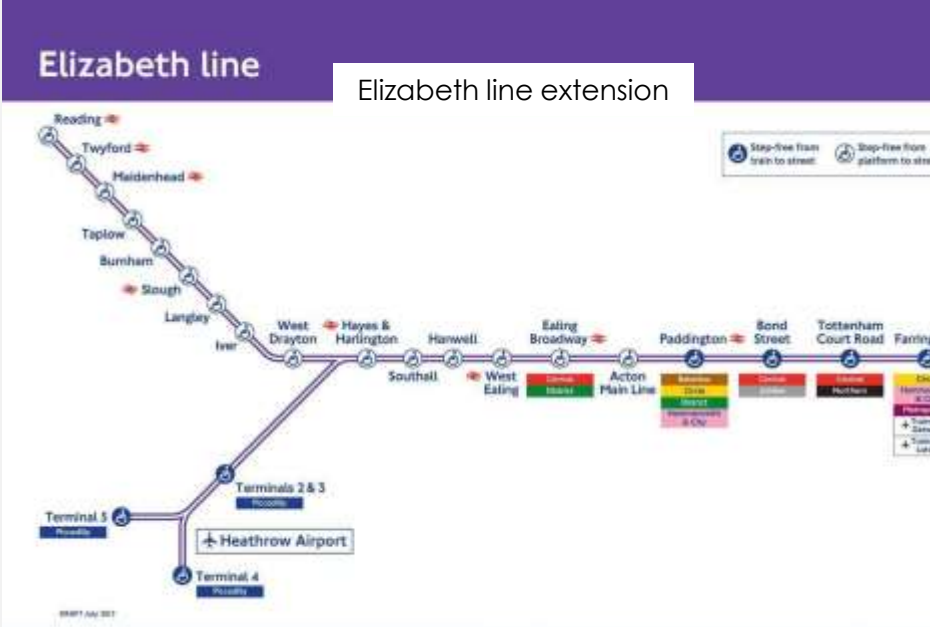 Elizabeth line
Elizabeth line extension
Reading
Twyford
Maidenhead
Taplow
Burnham
Slough
Langley
Iver
Step-free from
train to street
Step-free from
platform to stre
West
Drayton
Hayes &
Harlington
Southall
Hanwell
West
Ealing
Ealing
Broadway
Central
District
Acton
Main Line
Paddington
Bakerloo
Circle
District
Hammersmith
& City
Bond
Street
Central
Jubilee
Tottenham
Court Road
Central
Northern
Farring
Terminals 2 & 3
Piccadilly
Terminal 5
Piccadilly
Heathrow Airport
Terminal 4
Piccadilly